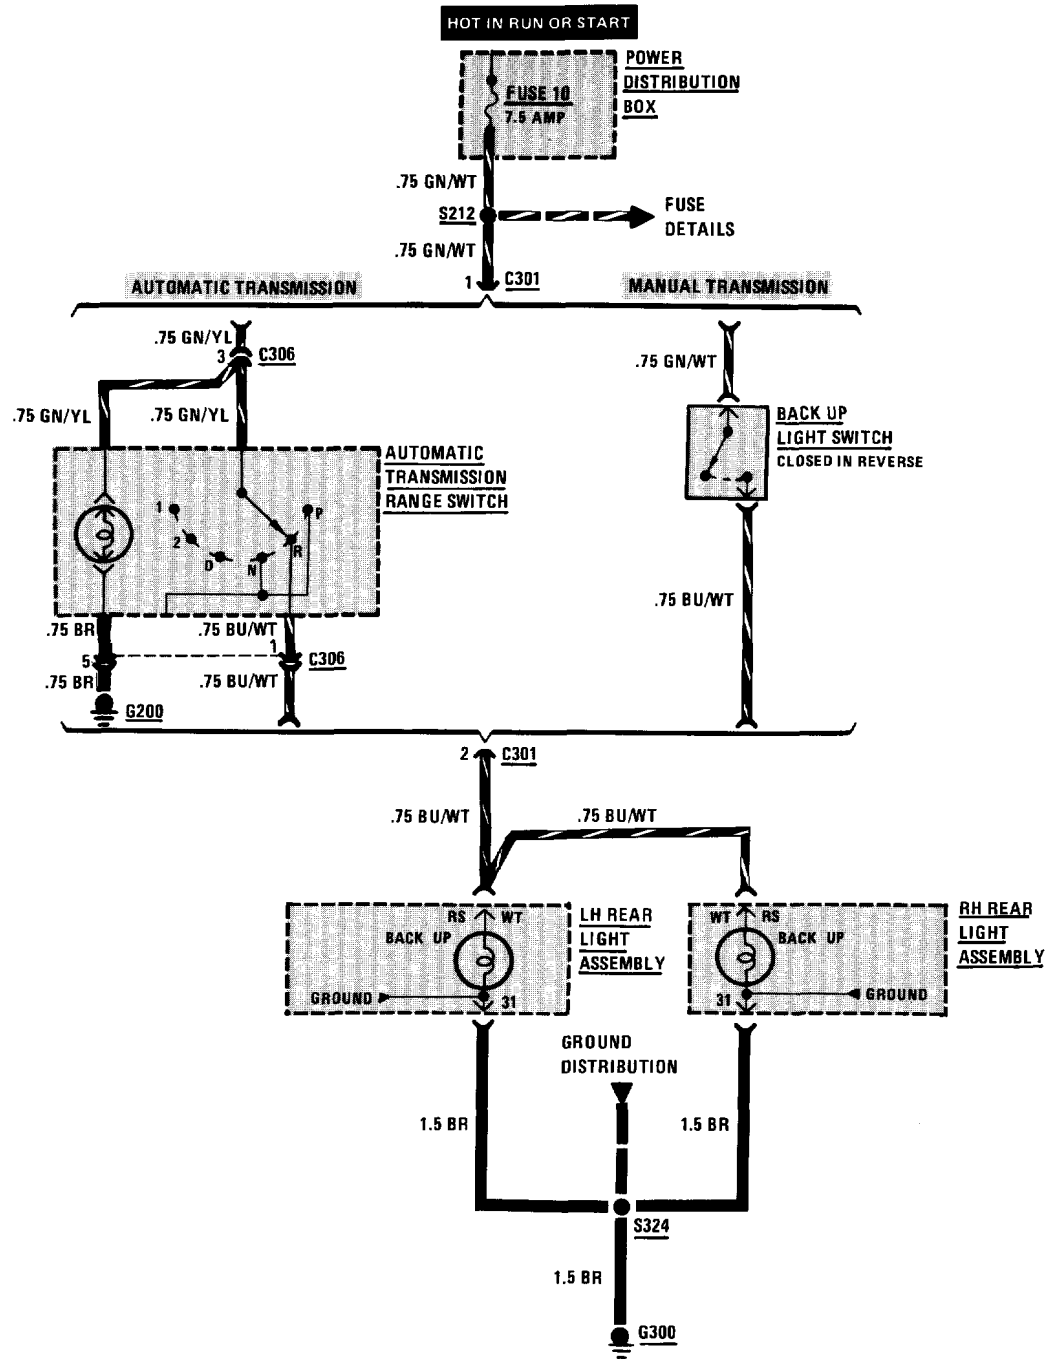 HOT IN RUN OR START
POWER
DISTRIBUTION
BOX
FUSE 10
7.5 AMP
.75 GN/WT
S212
FUSE
DETAILS
.75 GN/WT
1
C301
AUTOMATIC TRANSMISSION
MANUAL TRANSMISSION
.75 GN/YL
3
C306
.75 GN/WT
.75 GN/YL
.75 GN/YL
BACK UP
LIGHT SWITCH
CLOSED IN REVERSE
AUTOMATIC
TRANSMISSION
RANGE SWITCH
1
2
D
N
R
P
.75 BR
.75 BU/WT
.75 BU/WT
5
1
C306
.75 BR
.75 BU/WT
G200
2
C301
.75 BU/WT
.75 BU/WT
RS
WT
BACK UP
GROUND
31
LH REAR
LIGHT
ASSEMBLY
WT
RS
BACK UP
31
GROUND
RH REAR
LIGHT
ASSEMBLY
GROUND
DISTRIBUTION
1.5 BR
1.5 BR
S324
1.5 BR
G300